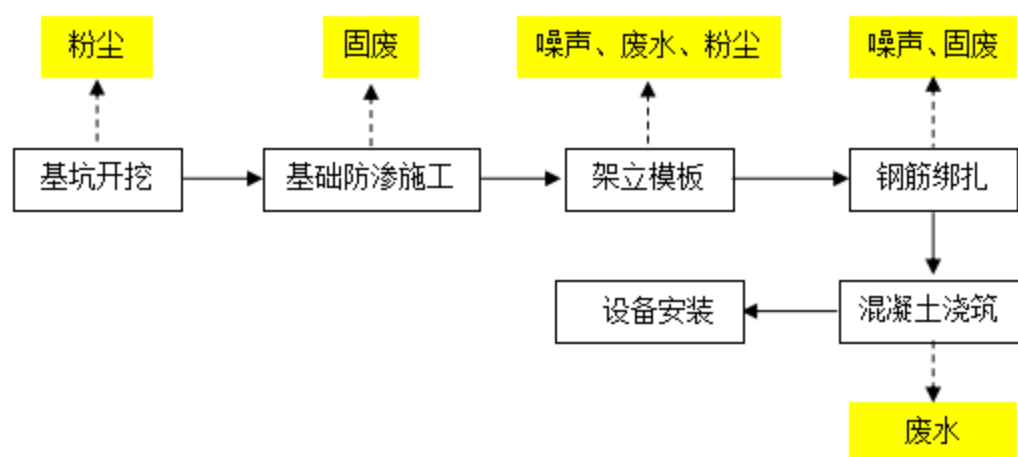 粉尘
固废
噪声、废水、粉尘
噪声、固废
基坑开挖
基础防渗施工
架立模板
钢筋绑扎
设备安装
混凝土浇筑
废水